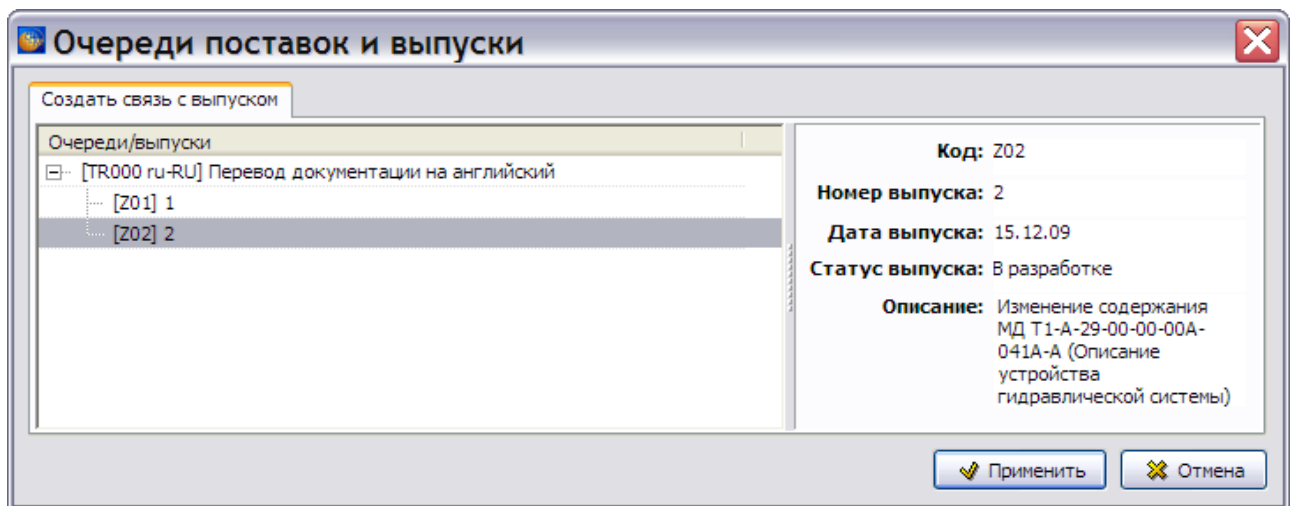 Очереди поставок и выпуски
Создать связь с выпуском
Очереди/выпуски
[TR000 ru-RU] Перевод документации на английский
[Z01] 1
[Z02] 2
Код: Z02
Номер выпуска: 2
Дата выпуска: 15.12.09
Статус выпуска: В разработке
Описание: Изменение содержания
МД T1-A-29-00-00-00A-
041A-A (Описание
устройства
гидравлической системы)
Применить
Отмена